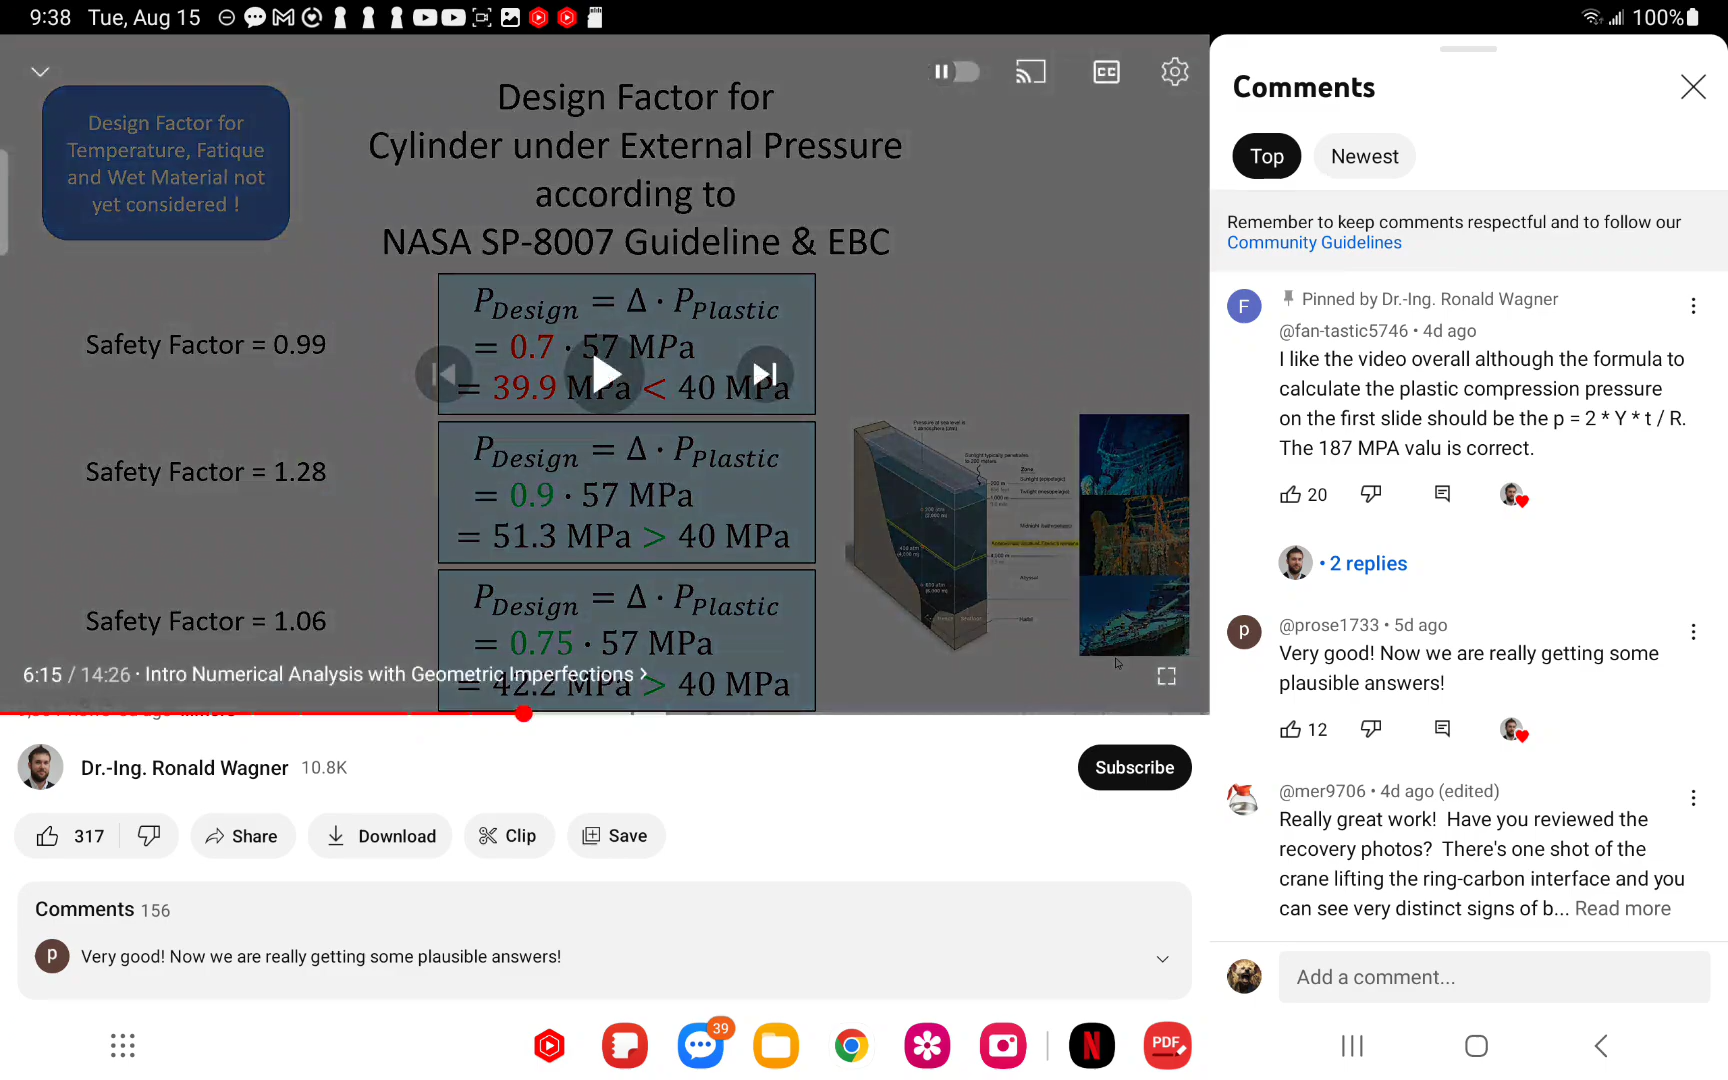 9:38 Tue, Aug 15
100%
Design Factor for
Temperature, Fatique
and Wet Material not
yet considered !
Design Factor for
Cylinder under External Pressure
according to
NASA SP-8007 Guideline & EBC
Safety Factor = 0.99
P_Design = Δ · P_Plastic
= 0.7 · 57 MPa
= 39.9 MPa < 40 MPa
Safety Factor = 1.28
P_Design = Δ · P_Plastic
= 0.9 · 57 MPa
= 51.3 MPa > 40 MPa
Safety Factor = 1.06
P_Design = Δ · P_Plastic
= 0.75 · 57 MPa
= 42.2 MPa > 40 MPa
6:15 / 14:26 · Intro Numerical Analysis with Geometric Imperfections >
Dr.-Ing. Ronald Wagner 10.8K
Subscribe
317
Share
Download
Clip
Save
Comments 156
P
Very good! Now we are really getting some plausible answers!
Comments
Top
Newest
Remember to keep comments respectful and to follow our
Community Guidelines
F
Pinned by Dr.-Ing. Ronald Wagner
@fan-tastic5746 • 4d ago
I like the video overall although the formula to
calculate the plastic compression pressure
on the first slide should be the p = 2 * Y * t / R.
The 187 MPA valu is correct.
20
• 2 replies
P
@prose1733 • 5d ago
Very good! Now we are really getting some
plausible answers!
12
@mer9706 • 4d ago (edited)
Really great work! Have you reviewed the
recovery photos? There's one shot of the
crane lifting the ring-carbon interface and you
can see very distinct signs of b... Read more
Add a comment...
39
N
PDF